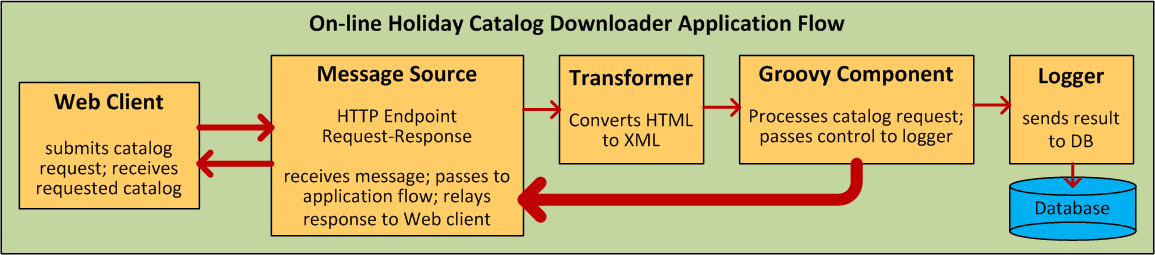 On-line Holiday Catalog Downloader Application Flow
Web Client
submits catalog
request; receives
requested catalog
Message Source
HTTP Endpoint
Request-Response
receives message; passes to
application flow; relays
response to Web client
Transformer
Converts HTML
to XML
Groovy Component
Processes catalog request;
passes control to logger
Logger
sends result
to DB
Database